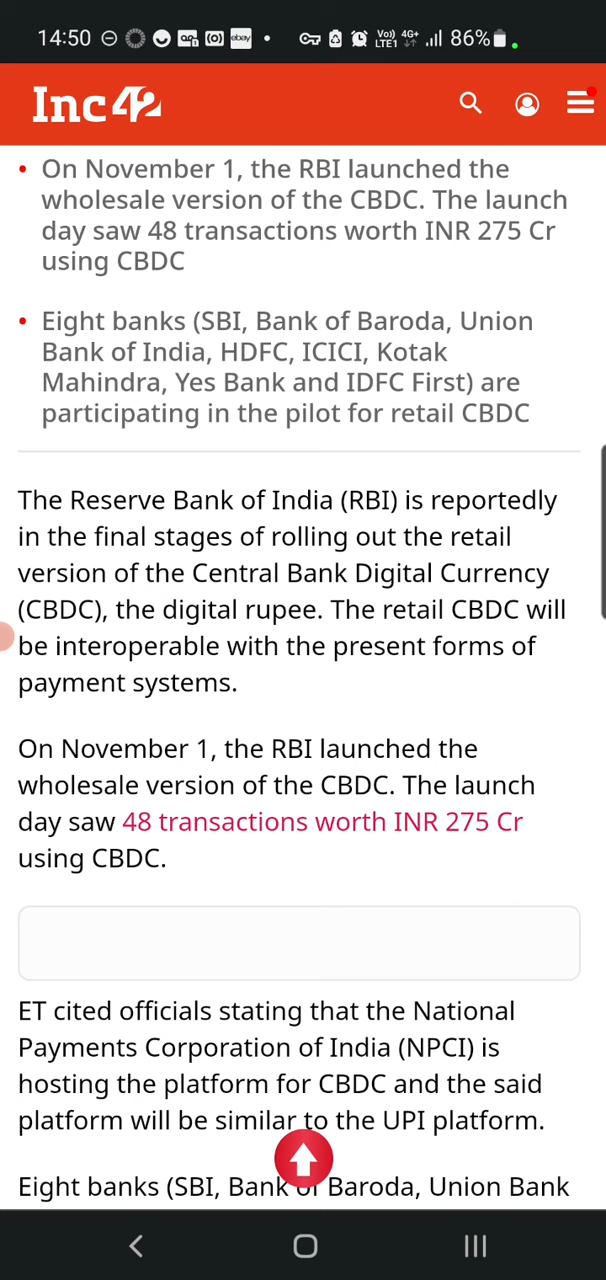 14:50
ebay
Vo)) 4G+
LTE1
86%
Inc42
• On November 1, the RBI launched the
wholesale version of the CBDC. The launch
day saw 48 transactions worth INR 275 Cr
using CBDC
• Eight banks (SBI, Bank of Baroda, Union
Bank of India, HDFC, ICICI, Kotak
Mahindra, Yes Bank and IDFC First) are
participating in the pilot for retail CBDC
The Reserve Bank of India (RBI) is reportedly
in the final stages of rolling out the retail
version of the Central Bank Digital Currency
(CBDC), the digital rupee. The retail CBDC will
be interoperable with the present forms of
payment systems.
On November 1, the RBI launched the
wholesale version of the CBDC. The launch
day saw 48 transactions worth INR 275 Cr
using CBDC.
ET cited officials stating that the National
Payments Corporation of India (NPCI) is
hosting the platform for CBDC and the said
platform will be similar to the UPI platform.
Eight banks (SBI, Bank of Baroda, Union Bank